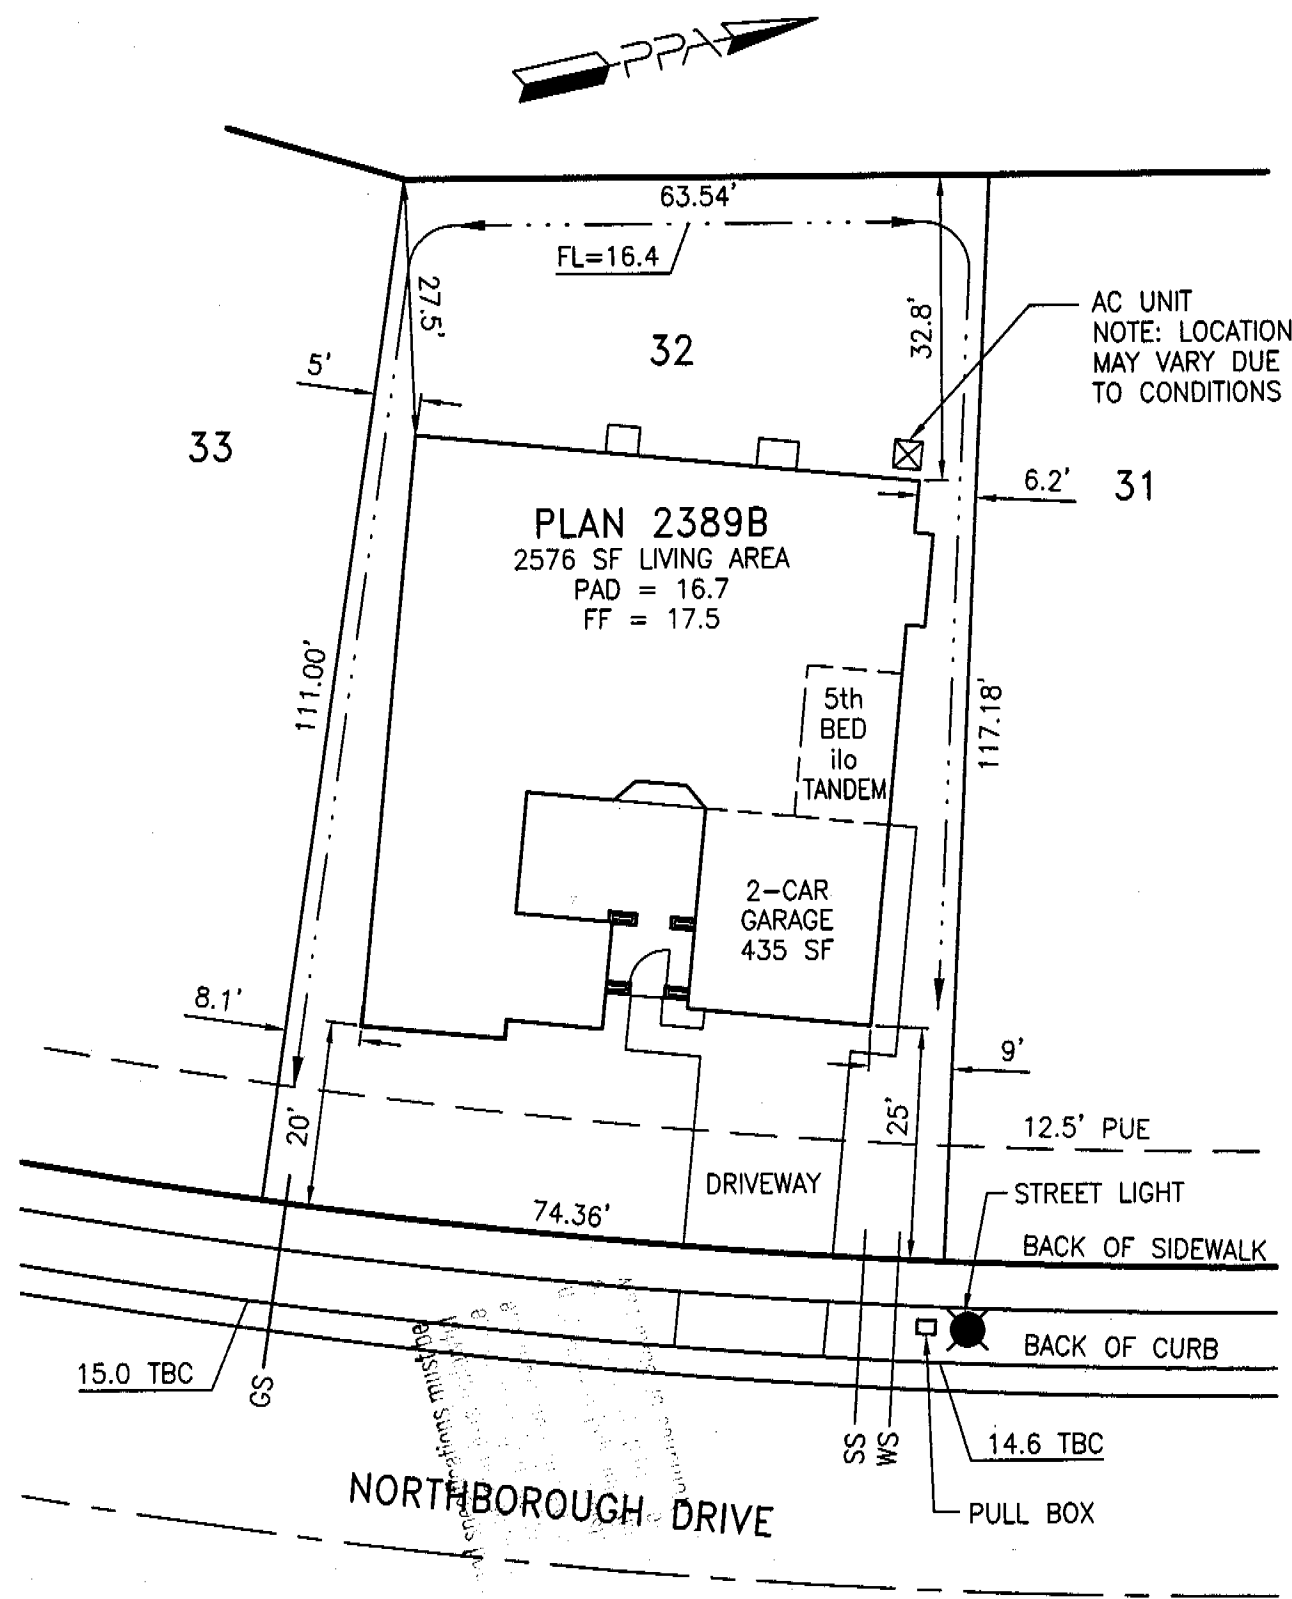 PPA
63.54'
FL=16.4
27.5'
32.8'
AC UNIT
NOTE: LOCATION
MAY VARY DUE
TO CONDITIONS
32
5'
33
6.2'
31
PLAN 2389B
2576 SF LIVING AREA
PAD = 16.7
FF = 17.5
111.00'
117.18'
5th
BED
ilo
TANDEM
2-CAR
GARAGE
435 SF
8.1'
9'
20'
25'
12.5' PUE
DRIVEWAY
STREET LIGHT
74.36'
BACK OF SIDEWALK
BACK OF CURB
15.0 TBC
GS
SS
WS
14.6 TBC
PULL BOX
NORTHBOROUGH DRIVE
must be